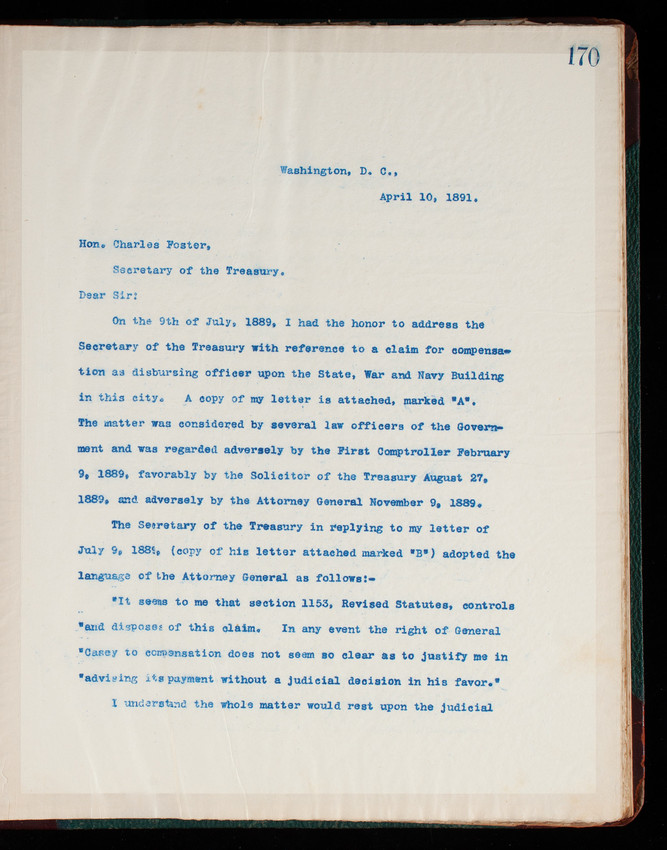 170
Washington, D. C.,
April 10, 1891.
Hon. Charles Foster,
Secretary of the Treasury.
Dear Sir:
On the 9th of July, 1889, I had the honor to address the
Secretary of the Treasury with reference to a claim for compensa-
tion as disbursing officer upon the State, War and Navy Building
in this city. A copy of my letter is attached, marked "A".
The matter was considered by several law officers of the Govern-
ment and was regarded adversely by the First Comptroller February
9, 1889, favorably by the Solicitor of the Treasury August 27,
1889, and adversely by the Attorney General November 9, 1889.
The Secretary of the Treasury in replying to my letter of
July 9, 1889, (copy of his letter attached marked "B") adopted the
language of the Attorney General as follows:-
"It seems to me that section 1153, Revised Statutes, controls
"and disposes of this claim. In any event the right of General
"Casey to compensation does not seem so clear as to justify me in
"advising its payment without a judicial decision in his favor."
I understand the whole matter would rest upon the judicial